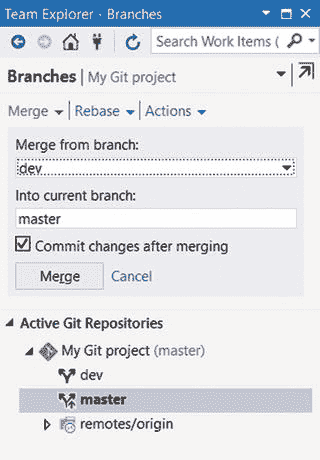 Team Explorer - Branches
Search Work Items (
Branches | My Git project
Merge Rebase Actions
Merge from branch:
dev
Into current branch:
master
Commit changes after merging
Merge Cancel
Active Git Repositories
My Git project (master)
dev
master
remotes/origin